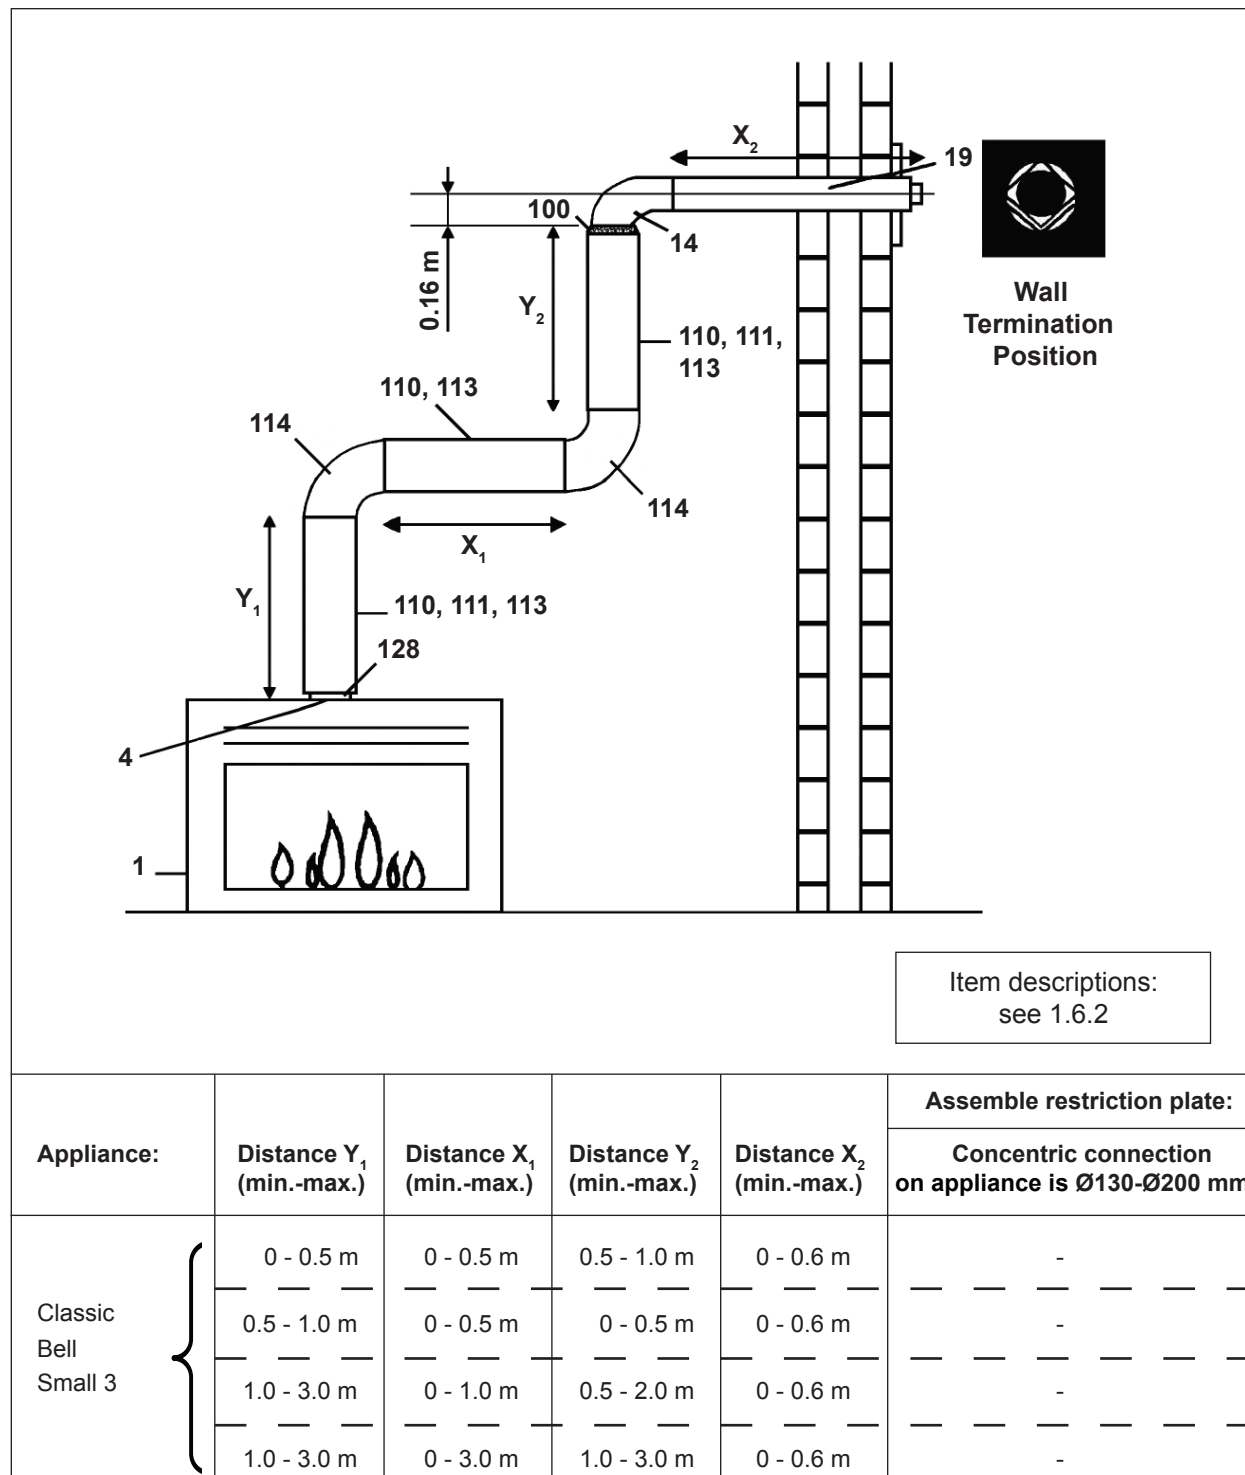 X2
19
100
14
0.16 m
Y2
Wall
Termination
Position
110, 111,
113
110, 113
114
114
X1
Y1
110, 111, 113
128
4
1
Item descriptions:
see 1.6.2
Appliance:
Distance Y1
(min.-max.)
Distance X1
(min.-max.)
Distance Y2
(min.-max.)
Distance X2
(min.-max.)
Assemble restriction plate:
Concentric connection
on appliance is Ø130-Ø200 mm
Classic
Bell
Small 3
0 - 0.5 m 0 - 0.5 m 0.5 - 1.0 m 0 - 0.6 m -
0.5 - 1.0 m 0 - 0.5 m 0 - 0.5 m 0 - 0.6 m -
1.0 - 3.0 m 0 - 1.0 m 0.5 - 2.0 m 0 - 0.6 m -
1.0 - 3.0 m 0 - 3.0 m 1.0 - 3.0 m 0 - 0.6 m -